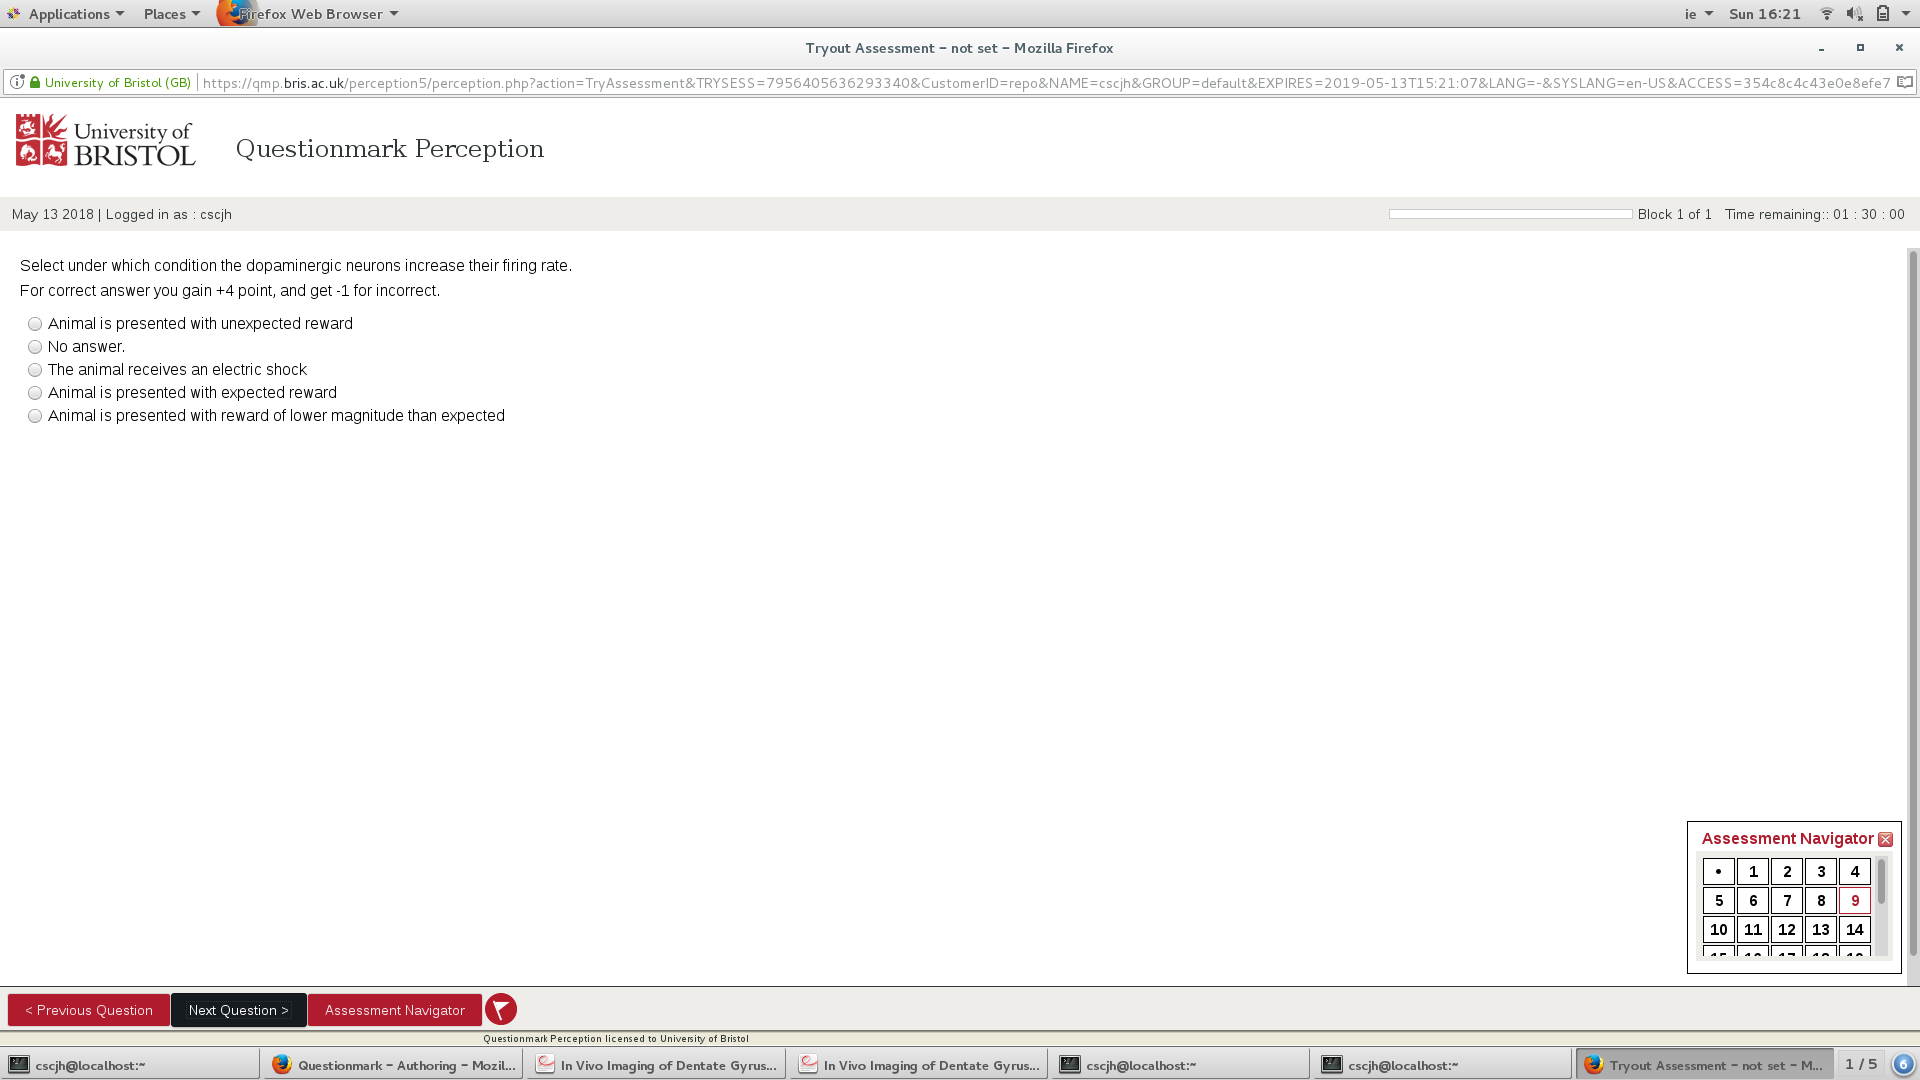 Applications
Places
Firefox Web Browser
ie
Sun 16:21
Tryout Assessment – not set – Mozilla Firefox
University of Bristol (GB)
https://qmp.bris.ac.uk/perception5/perception.php?action=TryAssessment&TRYSESS=7956405636293340&CustomerID=repo&NAME=cscjh&GROUP=default&EXPIRES=2019-05-13T15:21:07&LANG=-&SYSLANG=en-US&ACCESS=354c8c4c43e0e8efe7
University of
BRISTOL
Questionmark Perception
May 13 2018 | Logged in as : cscjh
Block 1 of 1
Time remaining:: 01 : 30 : 00
Select under which condition the dopaminergic neurons increase their firing rate.
For correct answer you gain +4 point, and get -1 for incorrect.
Animal is presented with unexpected reward
No answer.
The animal receives an electric shock
Animal is presented with expected reward
Animal is presented with reward of lower magnitude than expected
Assessment Navigator
• 1 2 3 4
5 6 7 8 9
10 11 12 13 14
< Previous Question
Next Question >
Assessment Navigator
Questionmark Perception licensed to University of Bristol
cscjh@localhost:~
Questionmark – Authoring – Mozil...
In Vivo Imaging of Dentate Gyrus...
In Vivo Imaging of Dentate Gyrus...
cscjh@localhost:~
cscjh@localhost:~
Tryout Assessment – not set – M...
1 / 5
6